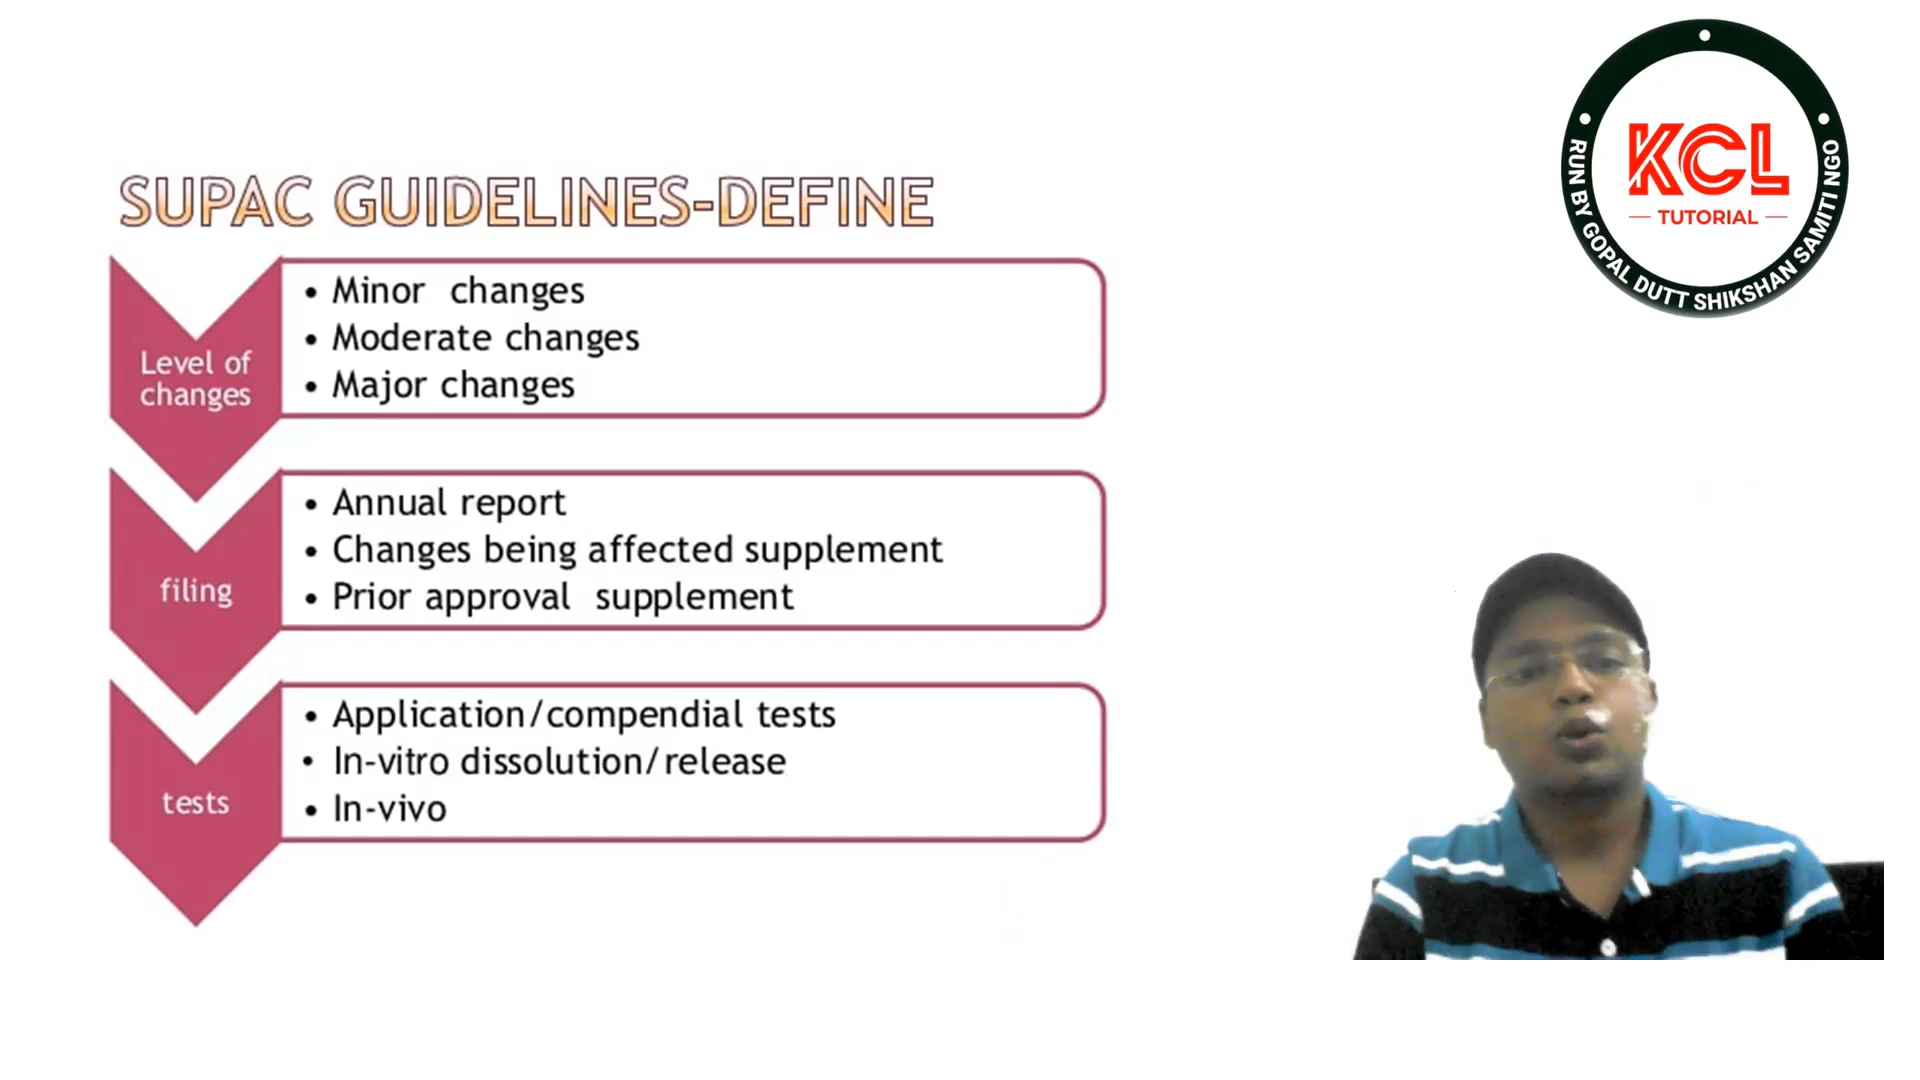 SUPAC GUIDELINES-DEFINE
Level of
changes
• Minor changes
• Moderate changes
• Major changes
filing
• Annual report
• Changes being affected supplement
• Prior approval supplement
tests
• Application/compendial tests
• In-vitro dissolution/release
• In-vivo
KCL
TUTORIAL
RUN BY GOPAL DUTT SHIKSHAN SAMITI NGO